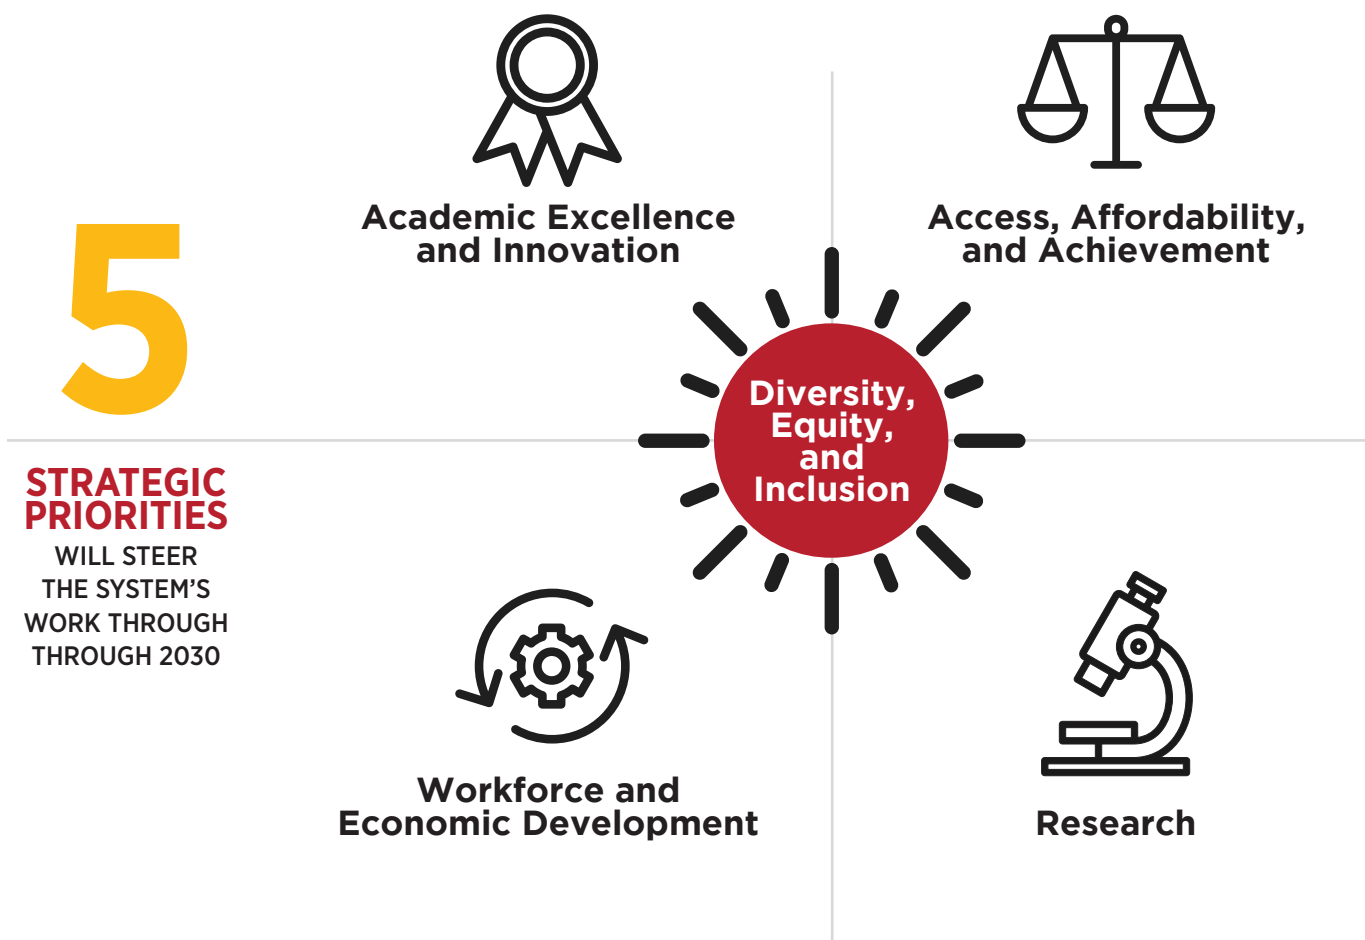 5
STRATEGIC
PRIORITIES
WILL STEER
THE SYSTEM’S
WORK THROUGH
THROUGH 2030
Academic Excellence
and Innovation
Access, Affordability,
and Achievement
Diversity,
Equity,
and
Inclusion
Workforce and
Economic Development
Research